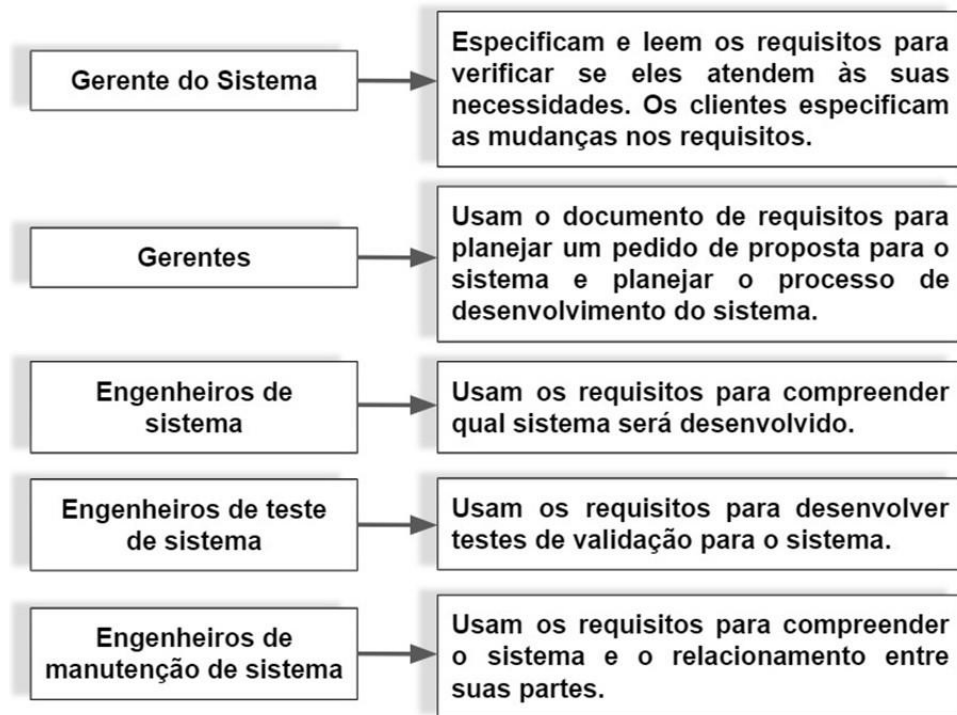 Gerente do Sistema
Especificam e leem os requisitos para
verificar se eles atendem às suas
necessidades. Os clientes especificam
as mudanças nos requisitos.
Gerentes
Usam o documento de requisitos para
planejar um pedido de proposta para o
sistema e planejar o processo de
desenvolvimento do sistema.
Engenheiros de
sistema
Usam os requisitos para compreender
qual sistema será desenvolvido.
Engenheiros de teste
de sistema
Usam os requisitos para desenvolver
testes de validação para o sistema.
Engenheiros de
manutenção de sistema
Usam os requisitos para compreender
o sistema e o relacionamento entre
suas partes.